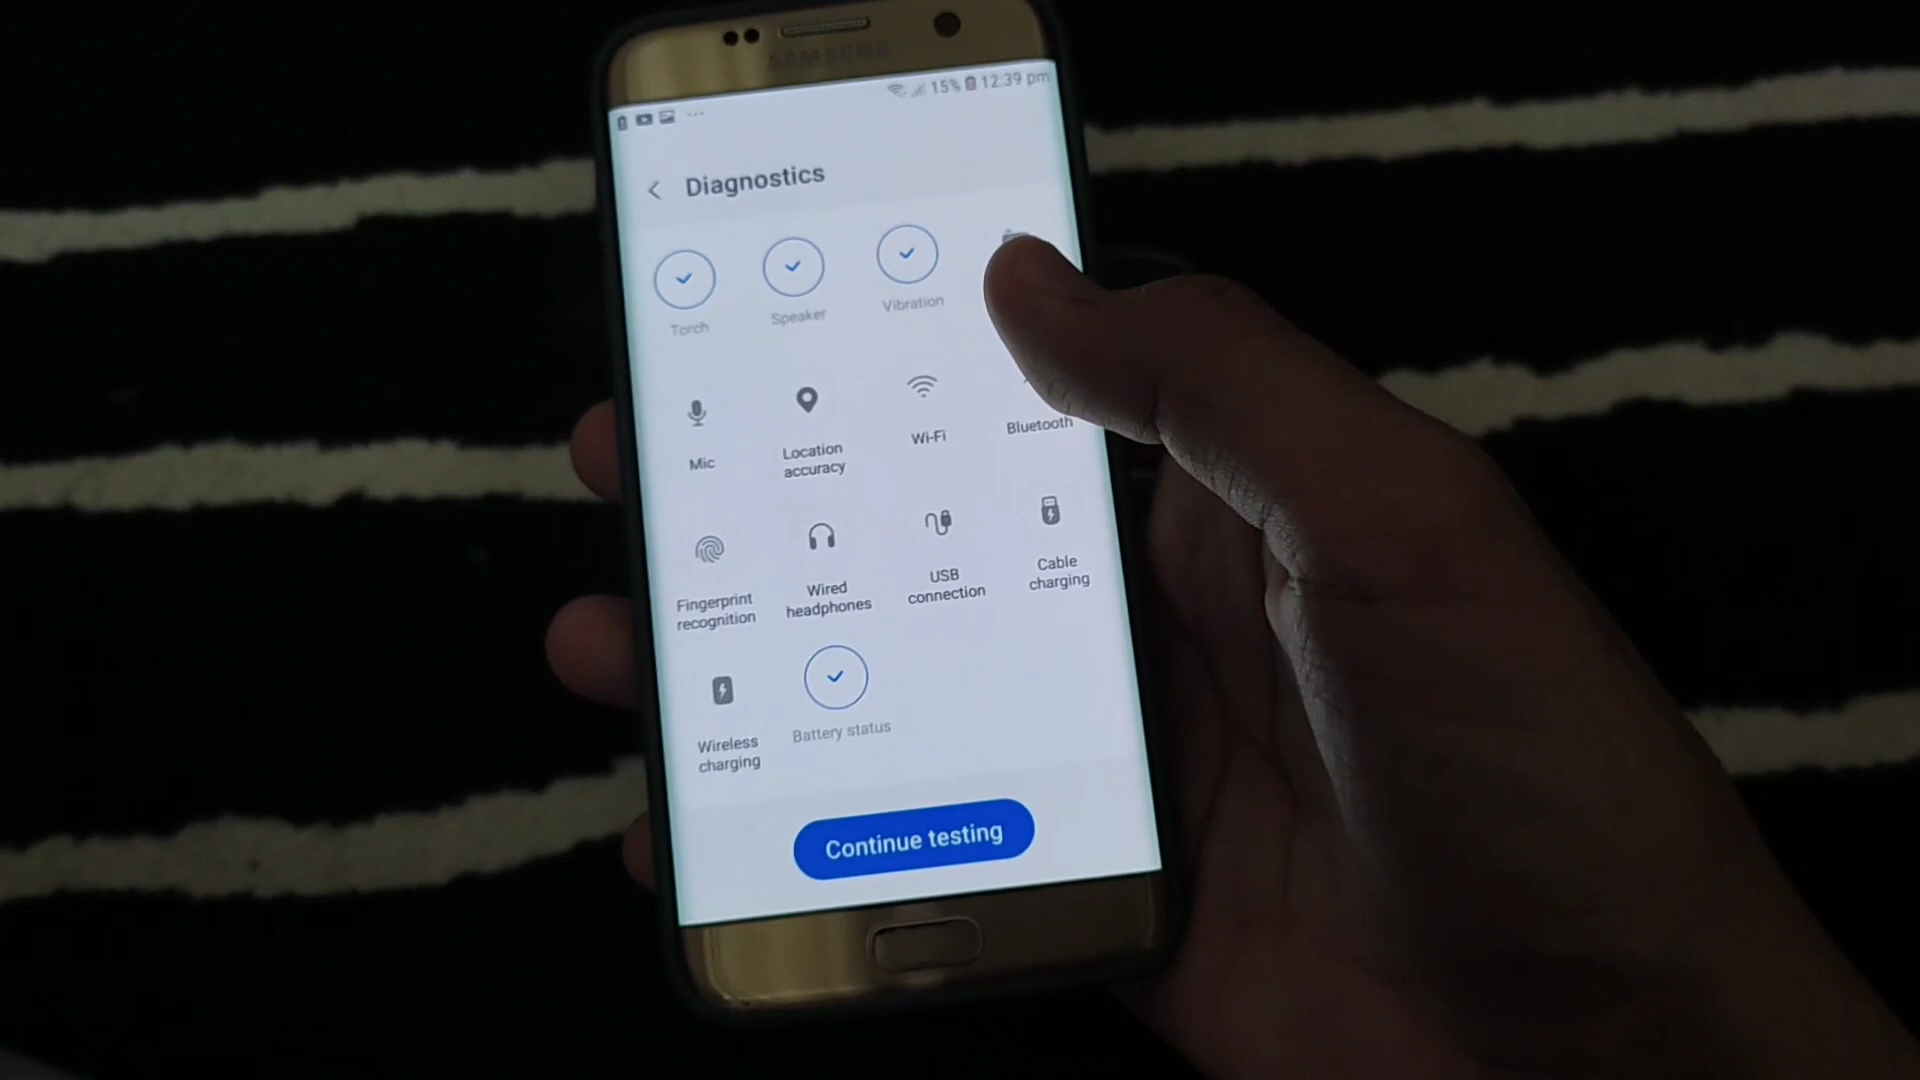 SAMSUNG
15% 12:39 pm
Diagnostics
Torch
Speaker
Vibration
Mic
Location
accuracy
Wi-Fi
Bluetooth
Fingerprint
recognition
Wired
headphones
USB
connection
Cable
charging
Wireless
charging
Battery status
Continue testing